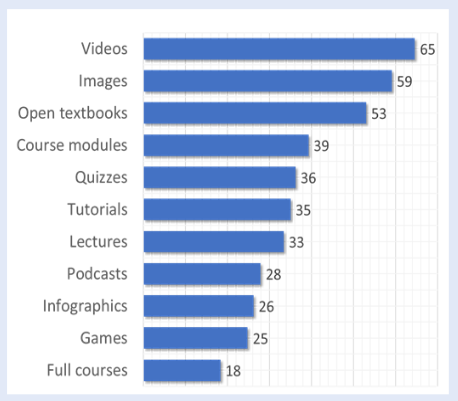 Videos 65
Images 59
Open textbooks 53
Course modules 39
Quizzes 36
Tutorials 35
Lectures 33
Podcasts 28
Infographics 26
Games 25
Full courses 18